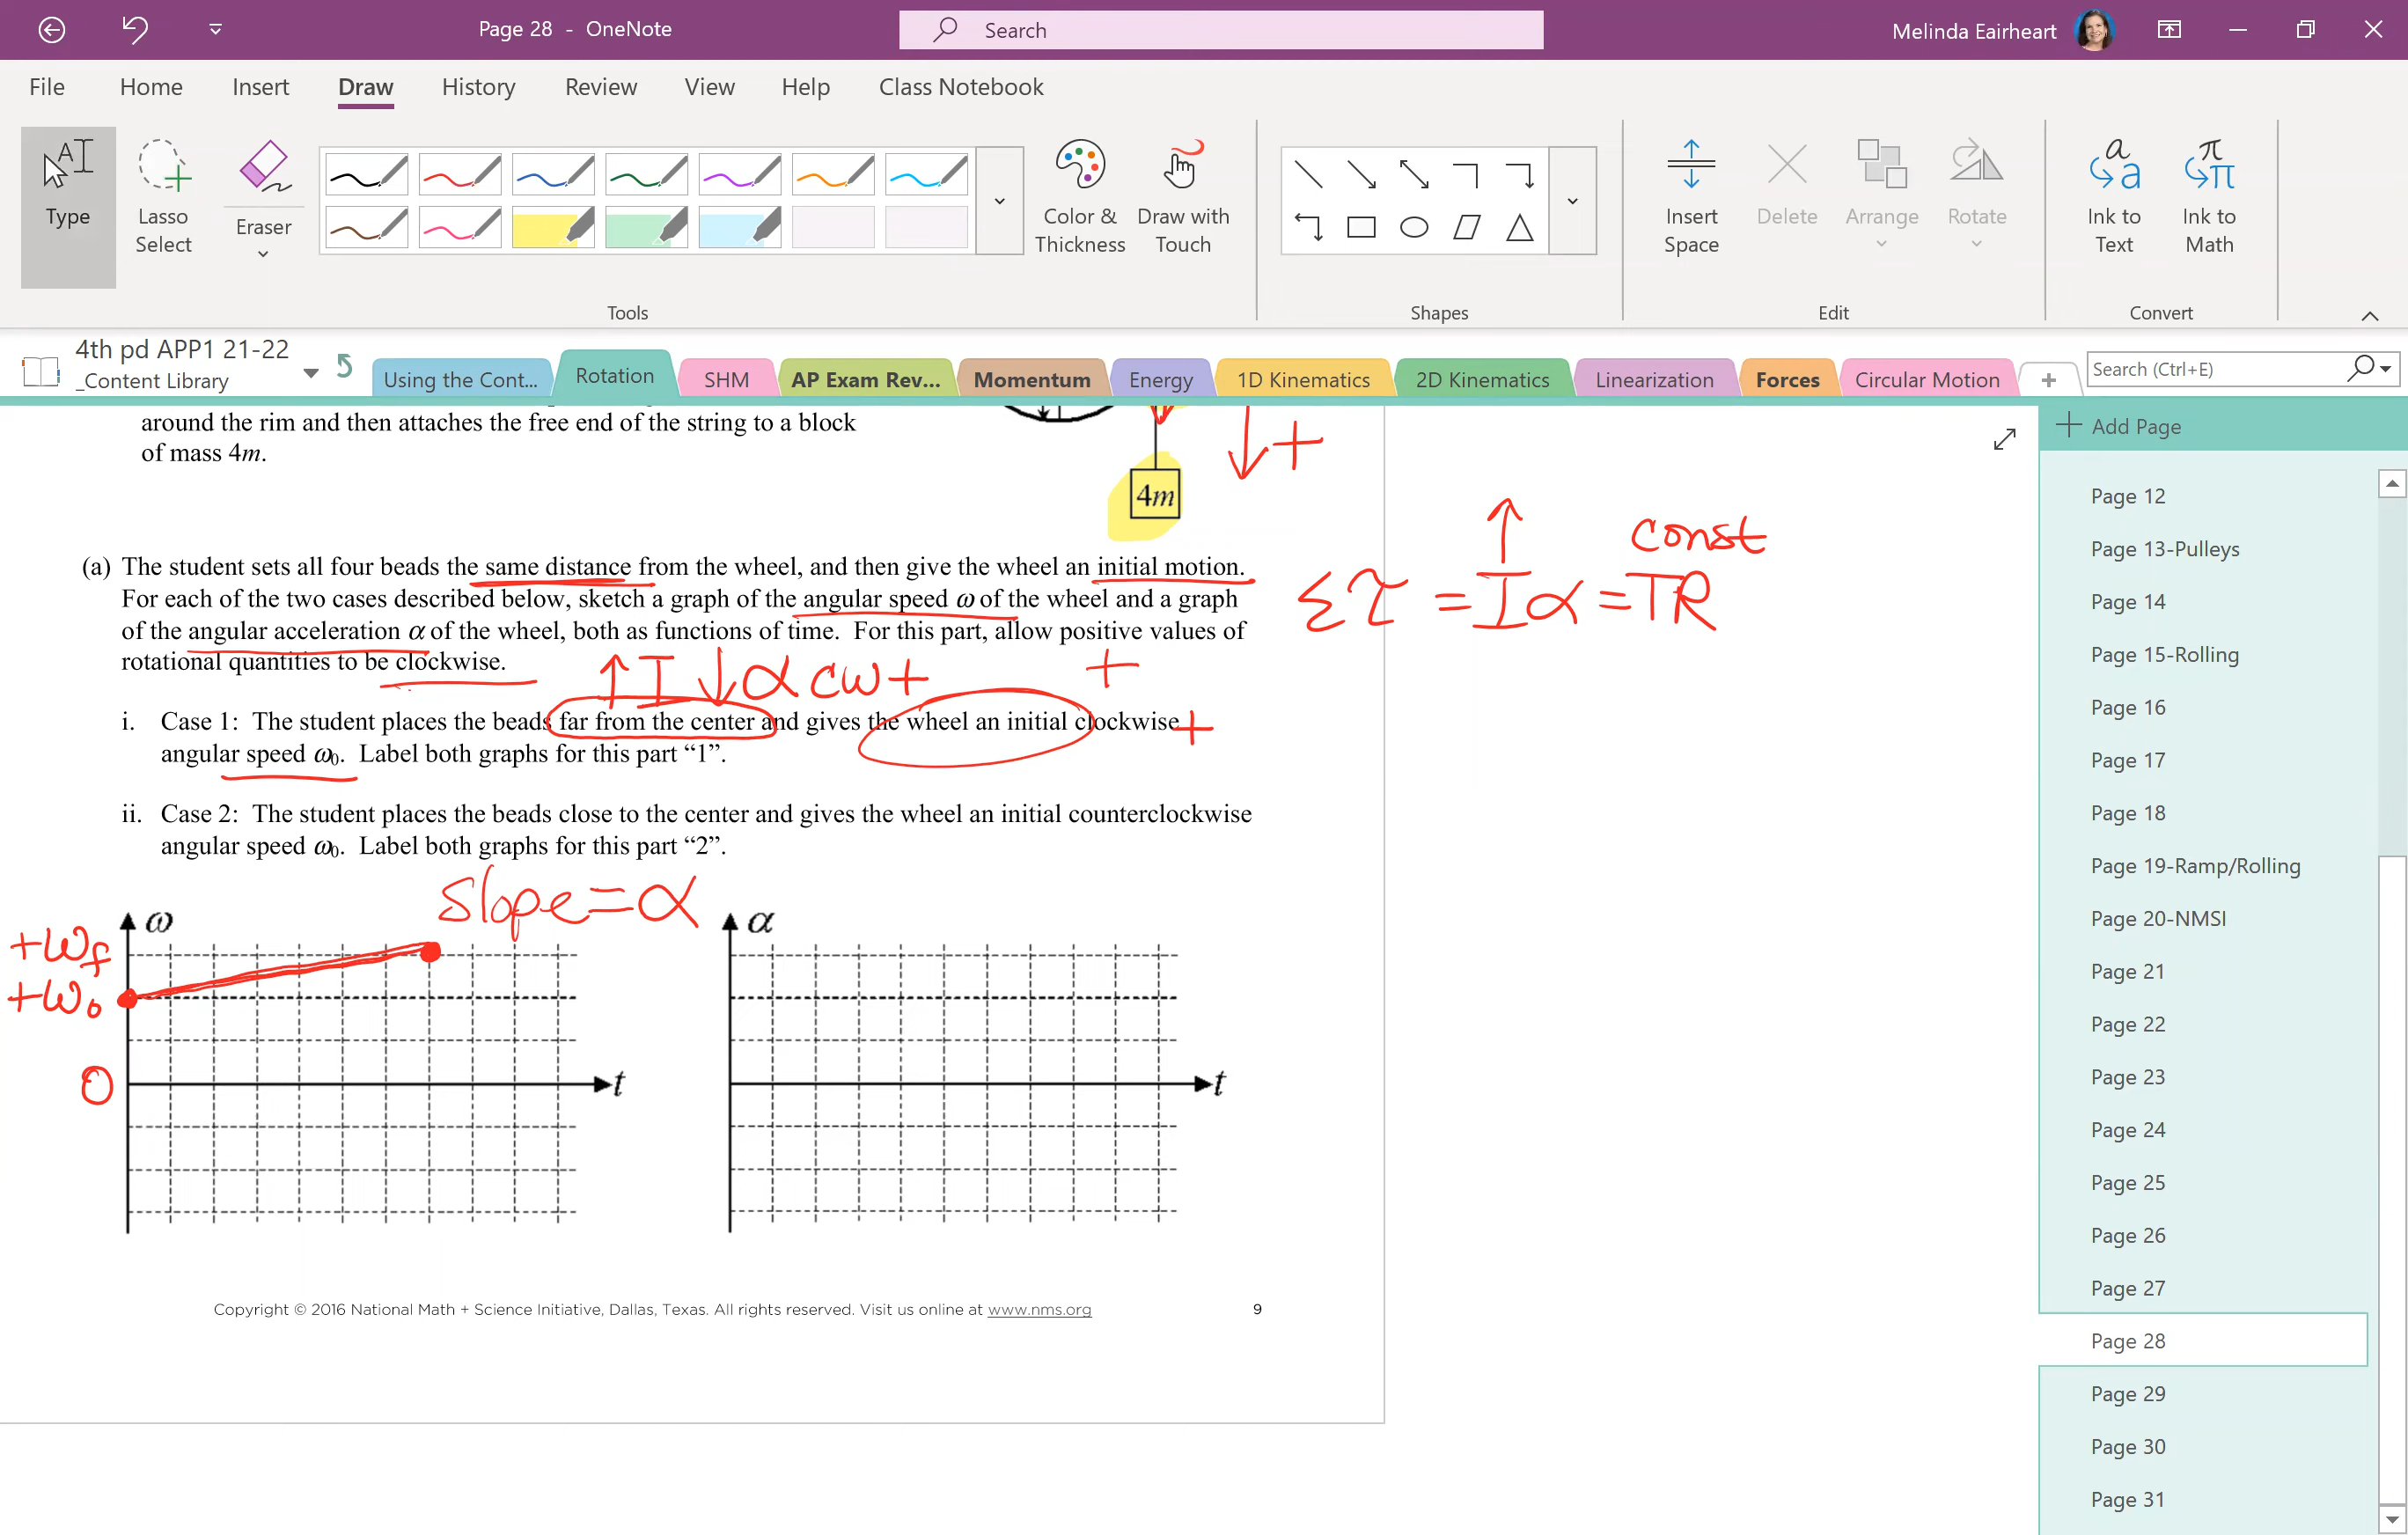 Page 28 - OneNote
Search
Melinda Eairheart
File Home Insert Draw History Review View Help Class Notebook
Type
Lasso Select
Eraser
Color & Thickness
Draw with Touch
Insert Space
Delete
Arrange
Rotate
Ink to Text
Ink to Math
Tools Shapes Edit Convert
4th pd APP1 21-22
_Content Library
Using the Cont... Rotation SHM AP Exam Rev... Momentum Energy 1D Kinematics 2D Kinematics Linearization Forces Circular Motion +
Search (Ctrl+E)
around the rim and then attaches the free end of the string to a block
of mass 4m.
↓+
4m
(a) The student sets all four beads the same distance from the wheel, and then give the wheel an initial motion.
For each of the two cases described below, sketch a graph of the angular speed ω of the wheel and a graph
of the angular acceleration α of the wheel, both as functions of time. For this part, allow positive values of
rotational quantities to be clockwise.
↑ const
Στ = Iα = TR
↑I ↓α cw+ +
i. Case 1: The student places the beads far from the center and gives the wheel an initial clockwise +
angular speed ω0. Label both graphs for this part “1”.
ii. Case 2: The student places the beads close to the center and gives the wheel an initial counterclockwise
angular speed ω0. Label both graphs for this part “2”.
slope = α
ω
+ωf
+ω0
0
t
α
t
Copyright © 2016 National Math + Science Initiative, Dallas, Texas. All rights reserved. Visit us online at www.nms.org 9
Add Page
Page 12
Page 13-Pulleys
Page 14
Page 15-Rolling
Page 16
Page 17
Page 18
Page 19-Ramp/Rolling
Page 20-NMSI
Page 21
Page 22
Page 23
Page 24
Page 25
Page 26
Page 27
Page 28
Page 29
Page 30
Page 31